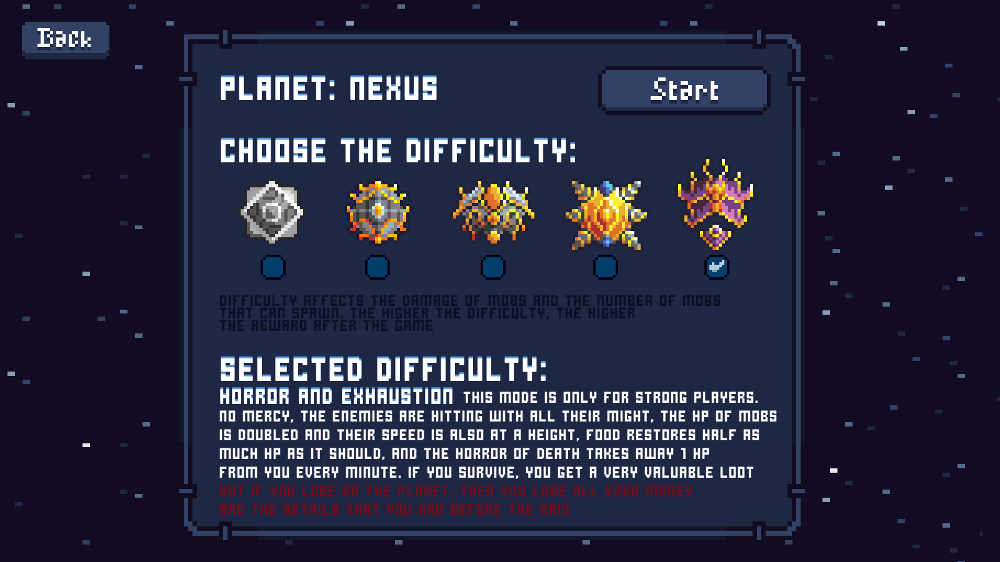 Back
PLANET: NEXUS
Start
CHOOSE THE DIFFICULTY:
DIFFICULTY AFFECTS THE DAMAGE OF MOBS AND THE NUMBER OF MOBS
THAT CAN SPAWN. THE HIGHER THE DIFFICULTY, THE HIGHER
THE REWARD AFTER THE GAME
SELECTED DIFFICULTY:
HORROR AND EXHAUSTION THIS MODE IS ONLY FOR STRONG PLAYERS.
NO MERCY, THE ENEMIES ARE HITTING WITH ALL THEIR MIGHT, THE HP OF MOBS
IS DOUBLED AND THEIR SPEED IS ALSO AT A HEIGHT, FOOD RESTORES HALF AS
MUCH HP AS IT SHOULD, AND THE HORROR OF DEATH TAKES AWAY 1 HP
FROM YOU EVERY MINUTE. IF YOU SURVIVE, YOU GET A VERY VALUABLE LOOT
BUT IF YOU LOSE ON THE PLANET, THEN YOU LOSE ALL YOUR MONEY
AND THE DETAILS THAT YOU HAD BEFORE THE RAID